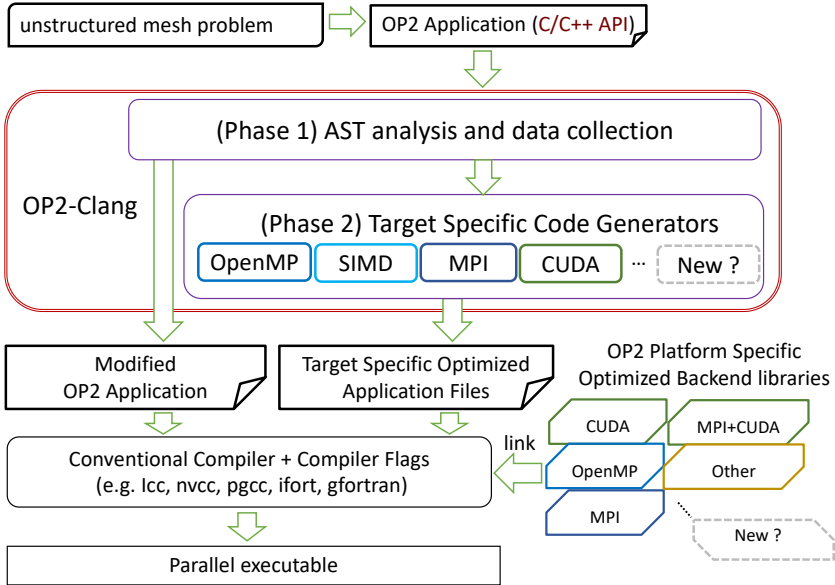 unstructured mesh problem
OP2 Application (C/C++ API)
(Phase 1) AST analysis and data collection
OP2-Clang
(Phase 2) Target Specific Code Generators
OpenMP
SIMD
MPI
CUDA
...
New ?
Modified
OP2 Application
Target Specific Optimized
Application Files
OP2 Platform Specific
Optimized Backend libraries
CUDA
MPI+CUDA
link
OpenMP
Other
MPI
New ?
Conventional Compiler + Compiler Flags
(e.g. Icc, nvcc, pgcc, ifort, gfortran)
Parallel executable